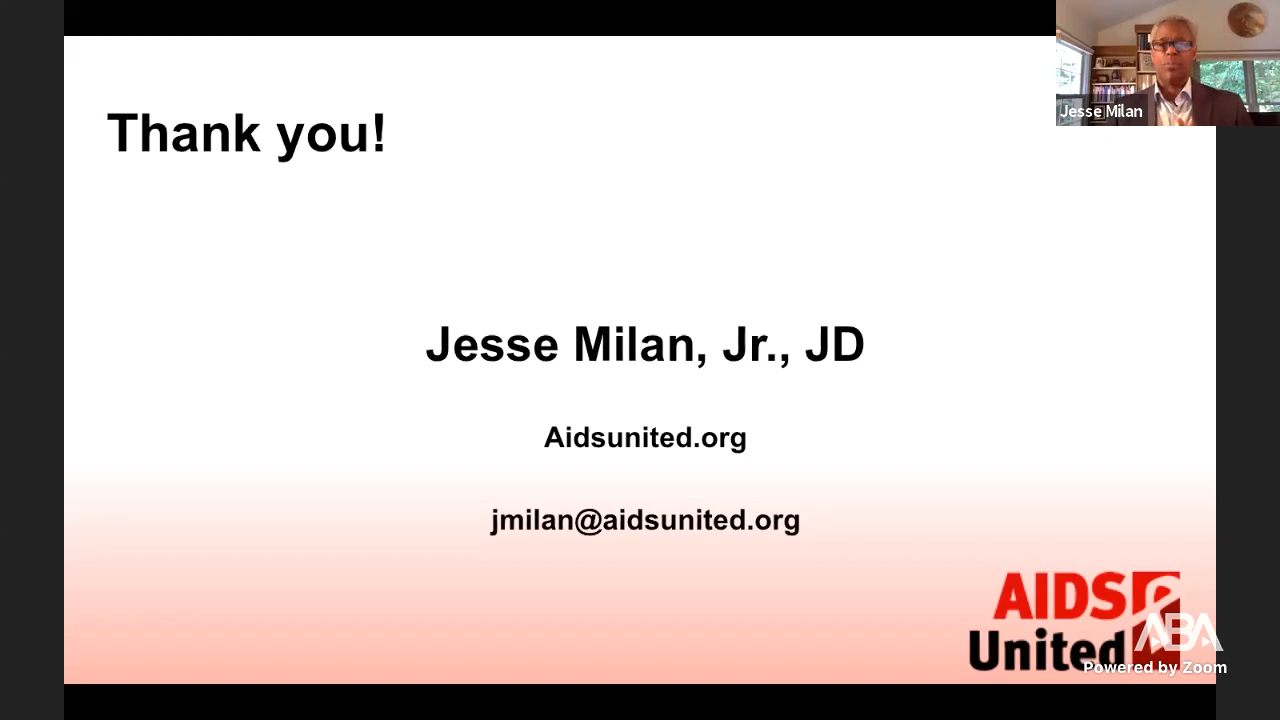 Jesse Milan
Thank you!
Jesse Milan, Jr., JD
Aidsunited.org
jmilan@aidsunited.org
AIDS
United
ABA
Powered by Zoom